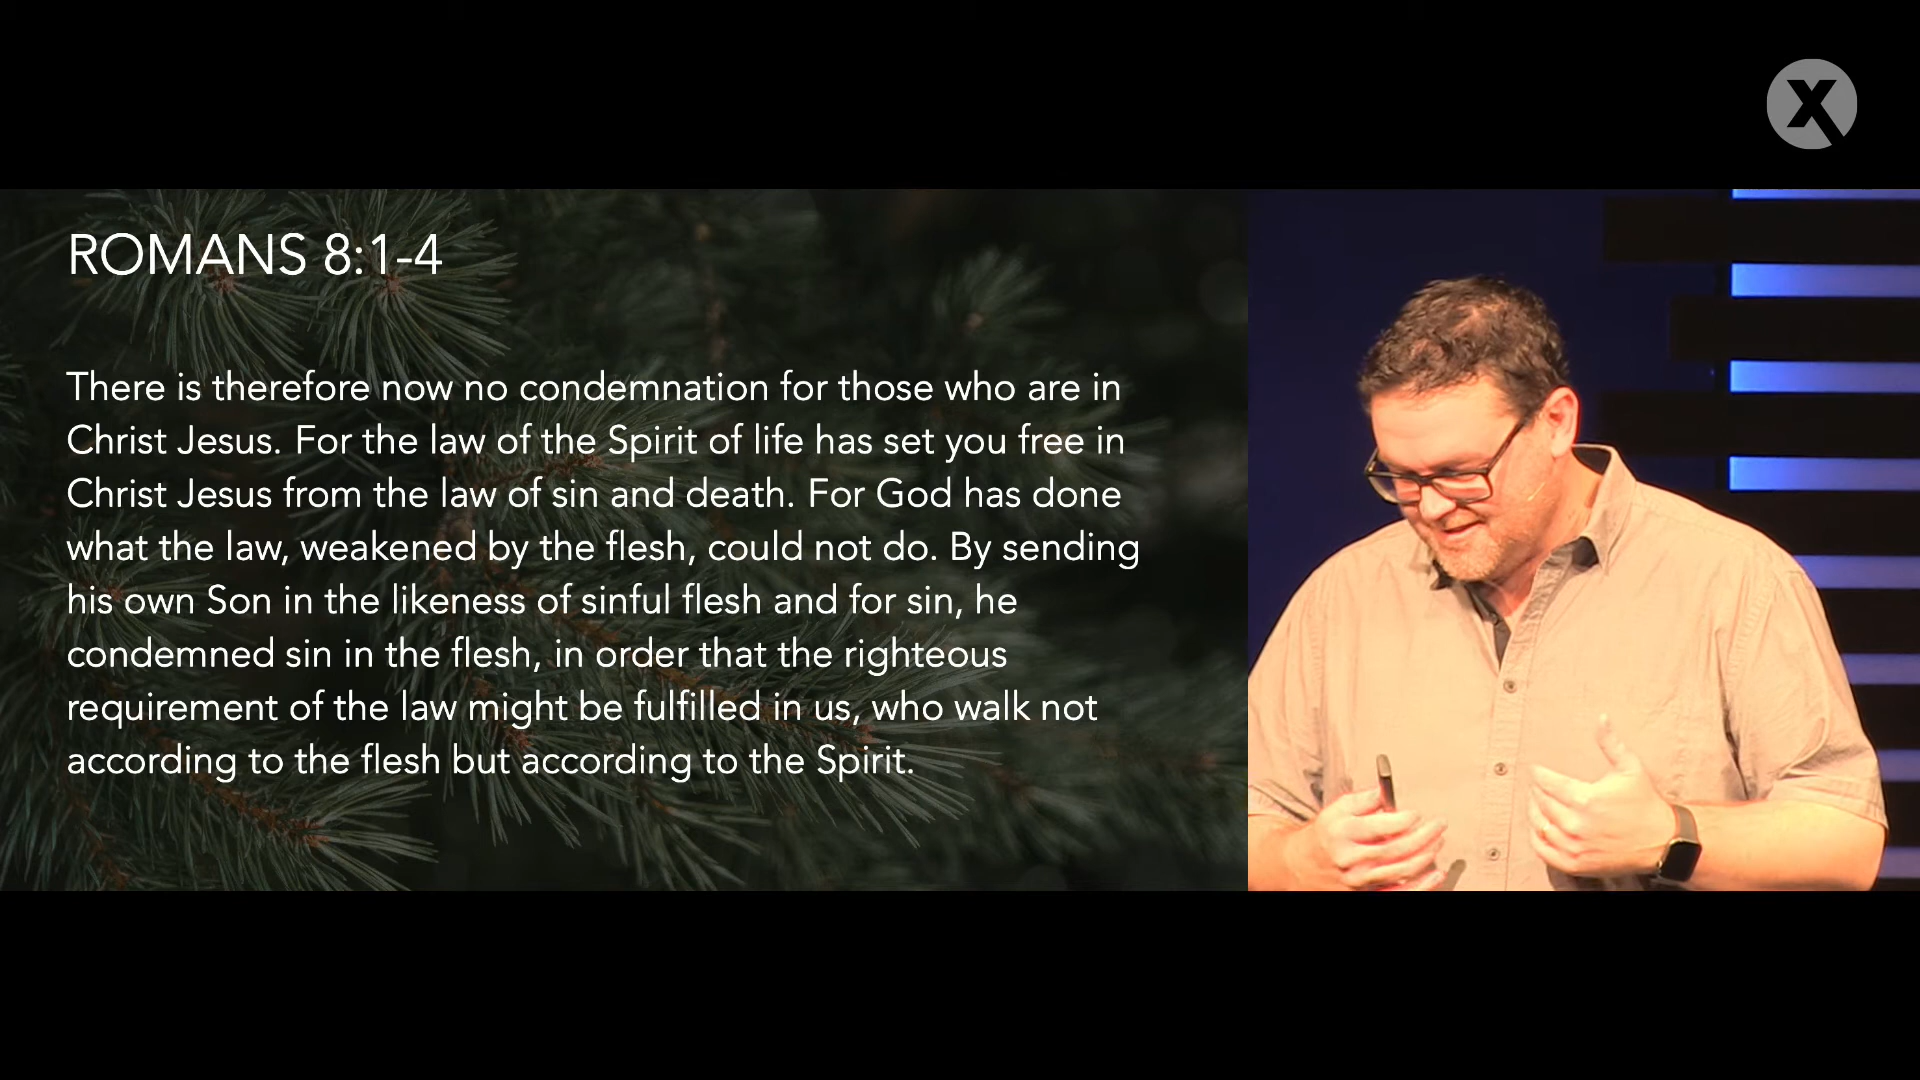 X
ROMANS 8:1-4
There is therefore now no condemnation for those who are in
Christ Jesus. For the law of the Spirit of life has set you free in
Christ Jesus from the law of sin and death. For God has done
what the law, weakened by the flesh, could not do. By sending
his own Son in the likeness of sinful flesh and for sin, he
condemned sin in the flesh, in order that the righteous
requirement of the law might be fulfilled in us, who walk not
according to the flesh but according to the Spirit.